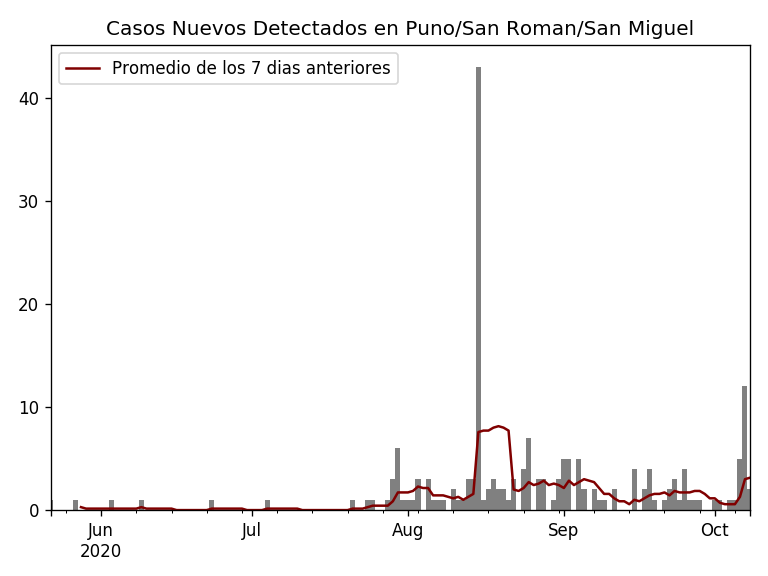 Casos Nuevos Detectados en Puno/San Roman/San Miguel
Promedio de los 7 dias anteriores
40
30
20
10
0
Jun
2020
Jul
Aug
Sep
Oct